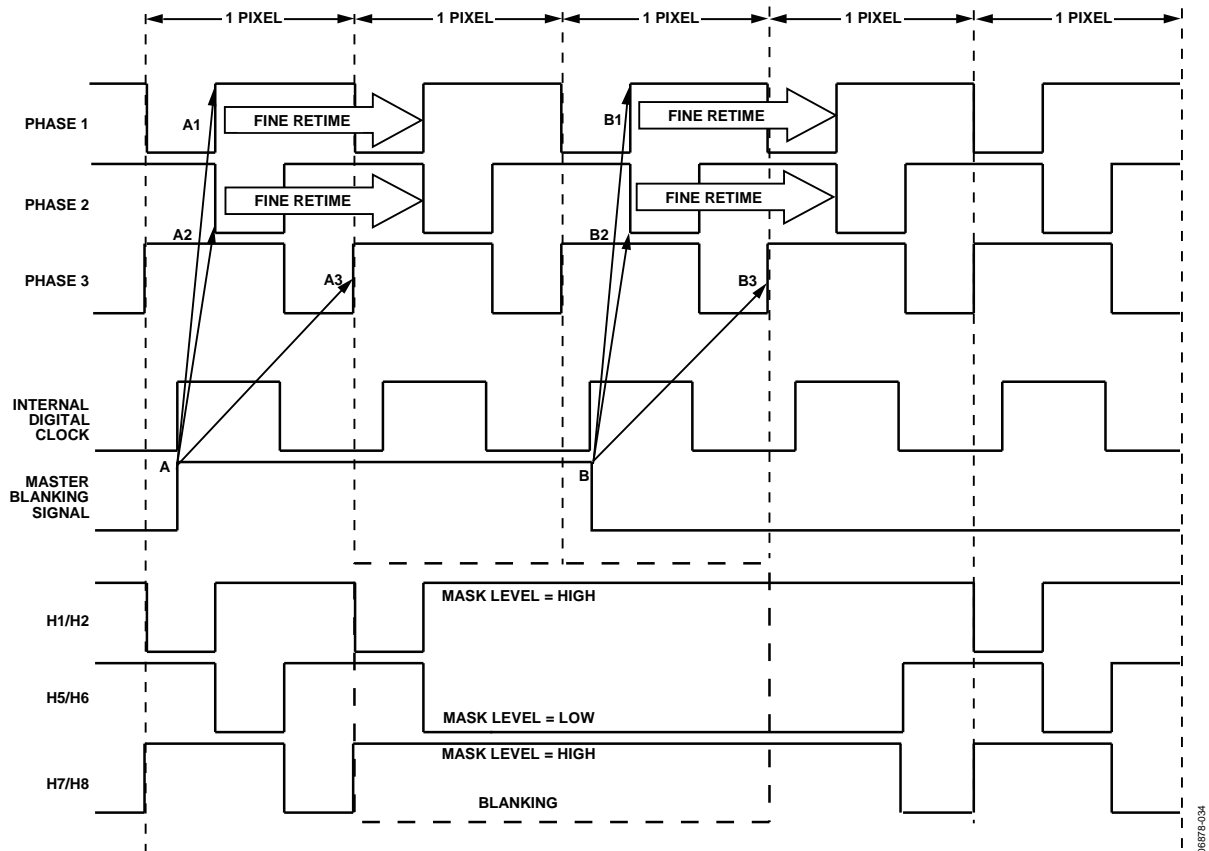 1 PIXEL 1 PIXEL 1 PIXEL 1 PIXEL 1 PIXEL
PHASE 1
A1
FINE RETIME
B1
FINE RETIME
PHASE 2
FINE RETIME
FINE RETIME
A2
B2
PHASE 3
A3
B3
INTERNAL
DIGITAL
CLOCK
A
B
MASTER
BLANKING
SIGNAL
H1/H2
MASK LEVEL = HIGH
H5/H6
MASK LEVEL = LOW
H7/H8
MASK LEVEL = HIGH
BLANKING
06878-034